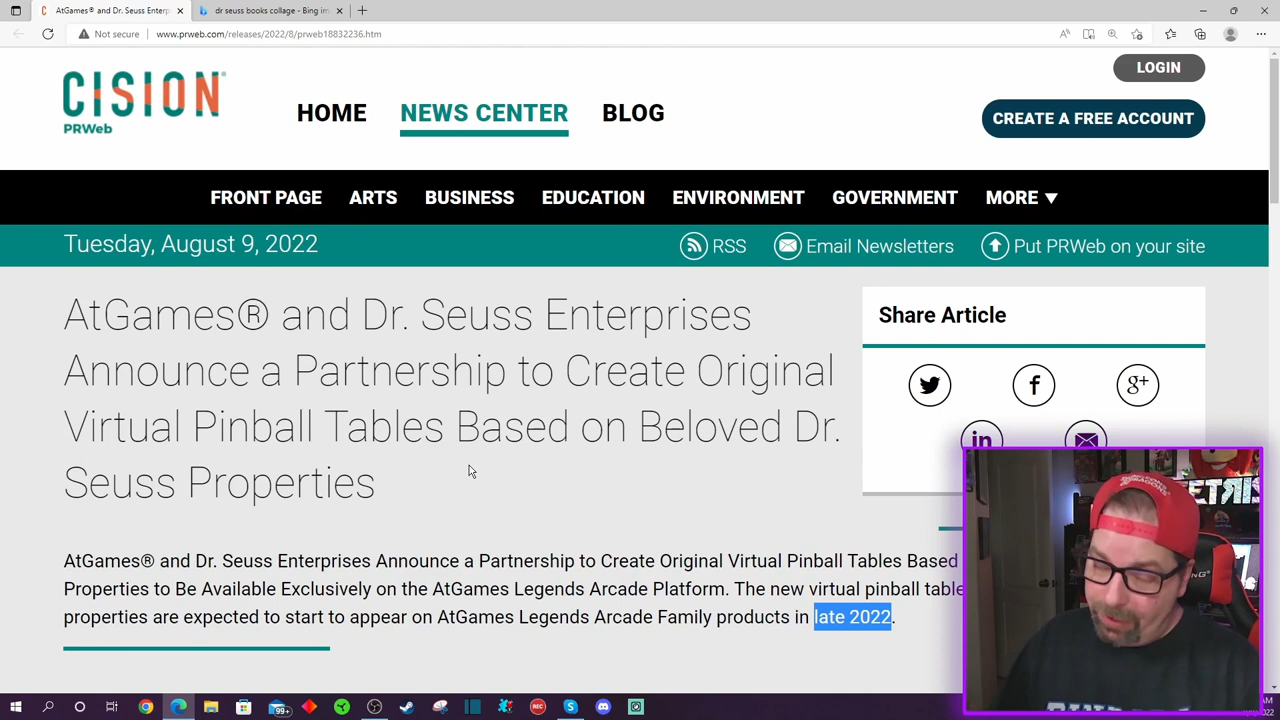 AtGames® and Dr. Seuss Enterp
dr seuss books collage - Bing im
Not secure
www.prweb.com/releases/2022/8/prweb18832236.htm
CISION
PRWeb
HOME
NEWS CENTER
BLOG
LOGIN
CREATE A FREE ACCOUNT
FRONT PAGE
ARTS
BUSINESS
EDUCATION
ENVIRONMENT
GOVERNMENT
MORE
Tuesday, August 9, 2022
RSS
Email Newsletters
Put PRWeb on your site
AtGames® and Dr. Seuss Enterprises
Announce a Partnership to Create Original
Virtual Pinball Tables Based on Beloved Dr.
Seuss Properties
Share Article
f
g+
in
AtGames® and Dr. Seuss Enterprises Announce a Partnership to Create Original Virtual Pinball Tables Based
Properties to Be Available Exclusively on the AtGames Legends Arcade Platform. The new virtual pinball table
properties are expected to start to appear on AtGames Legends Arcade Family products in late 2022.
ETRIS
99+
REC
AM
2022